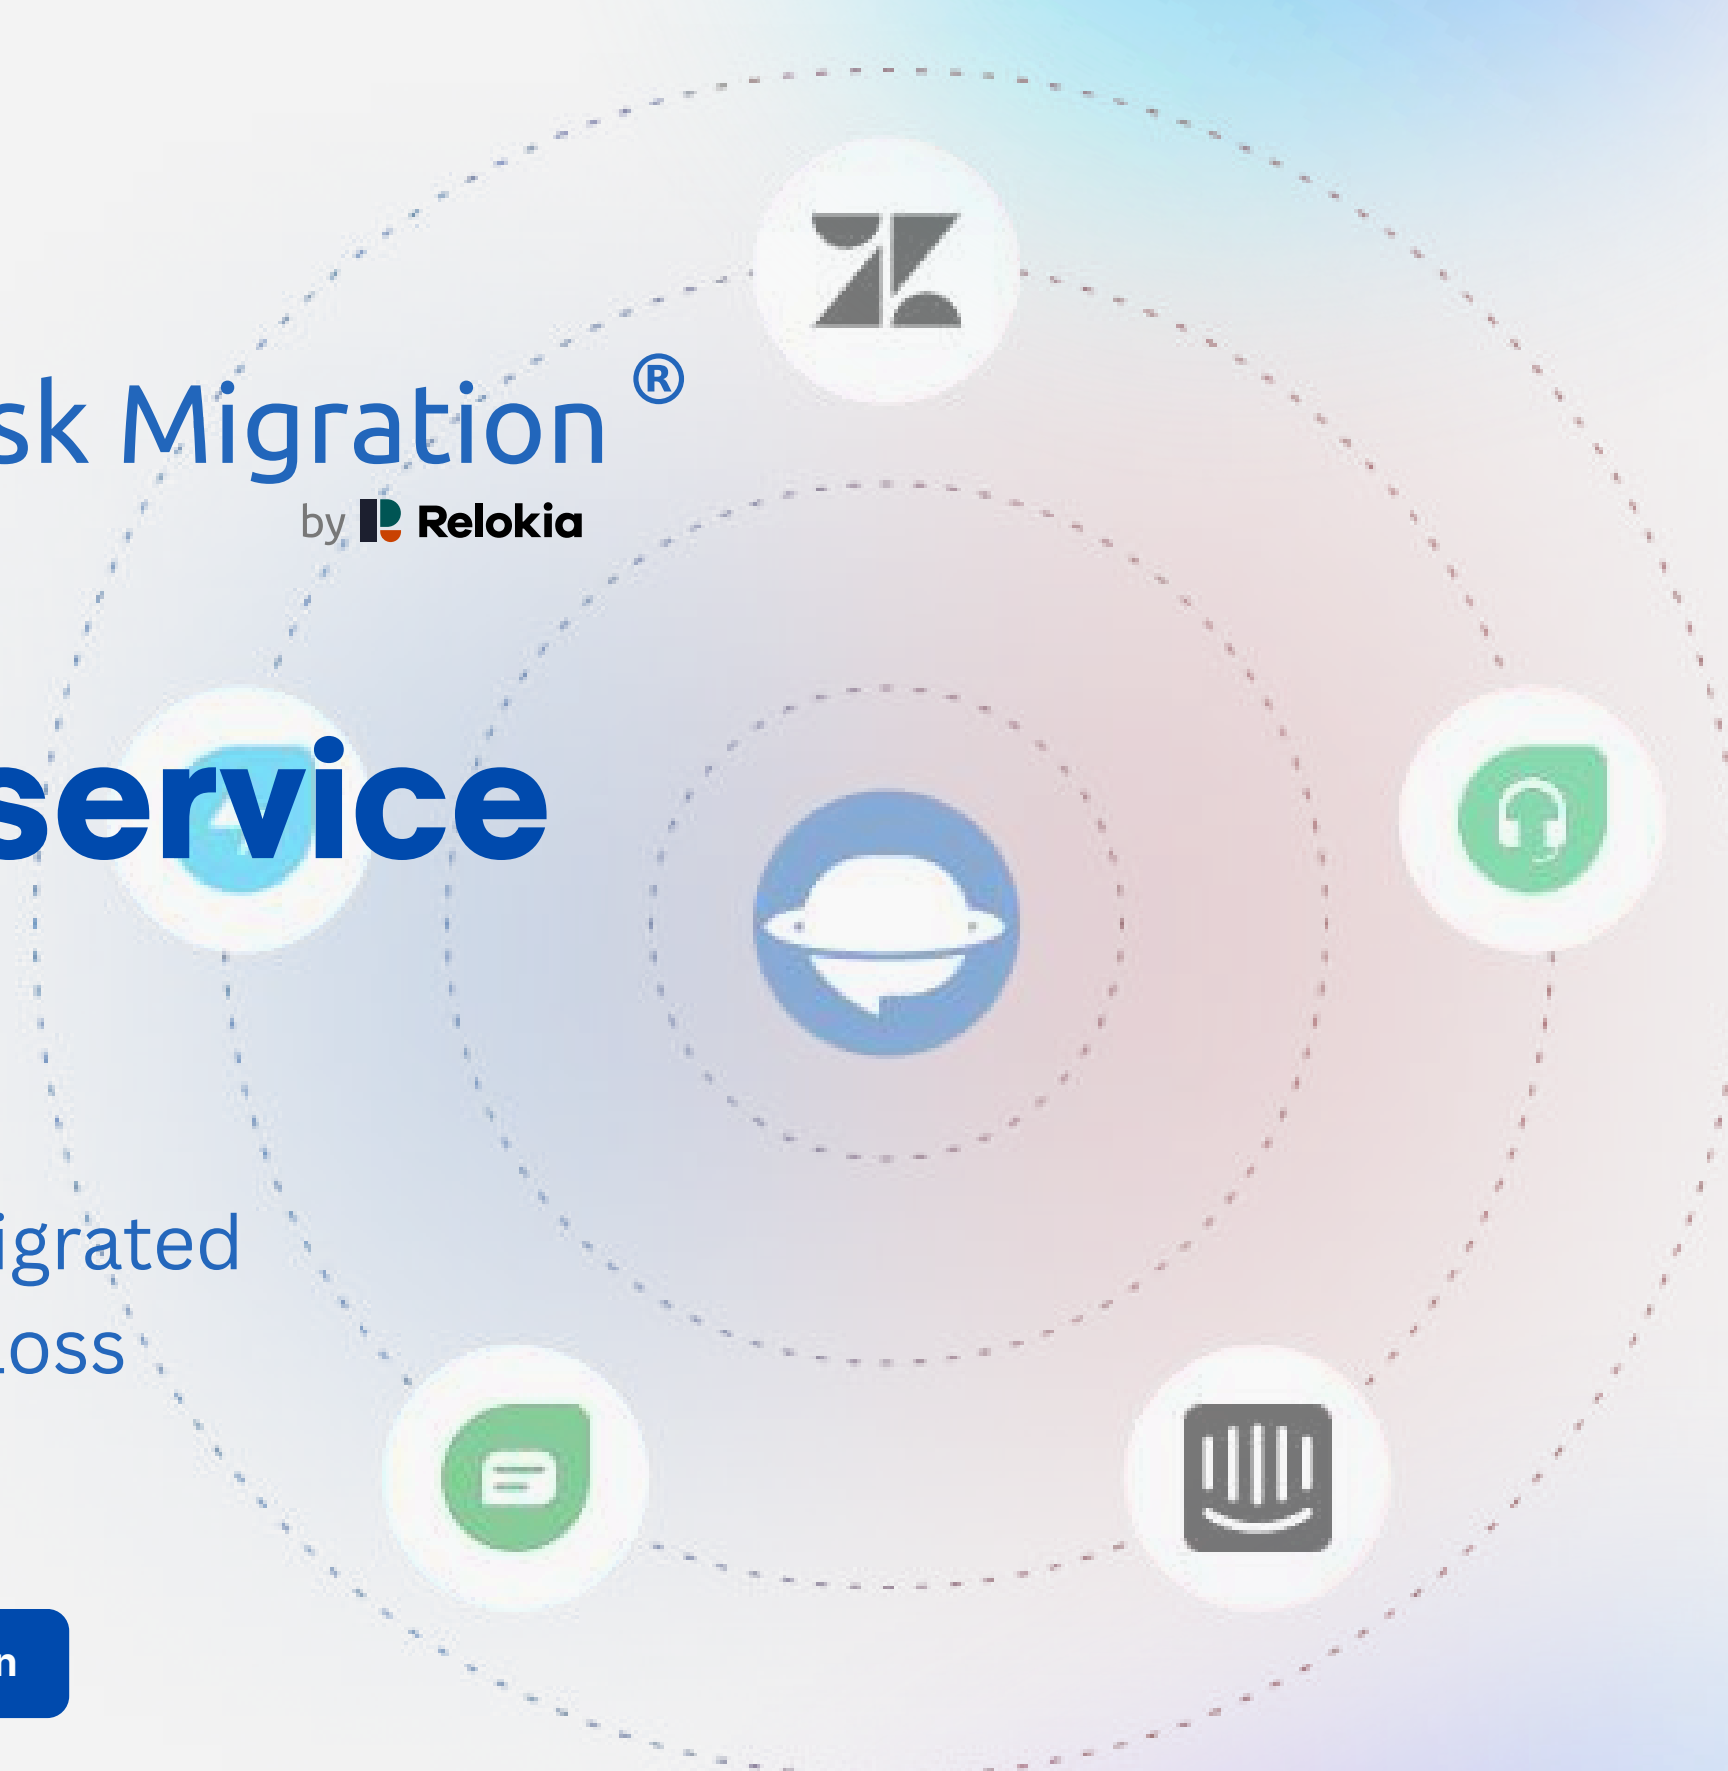 sk Migration ®
by Relokia
service
igrated
oss
n